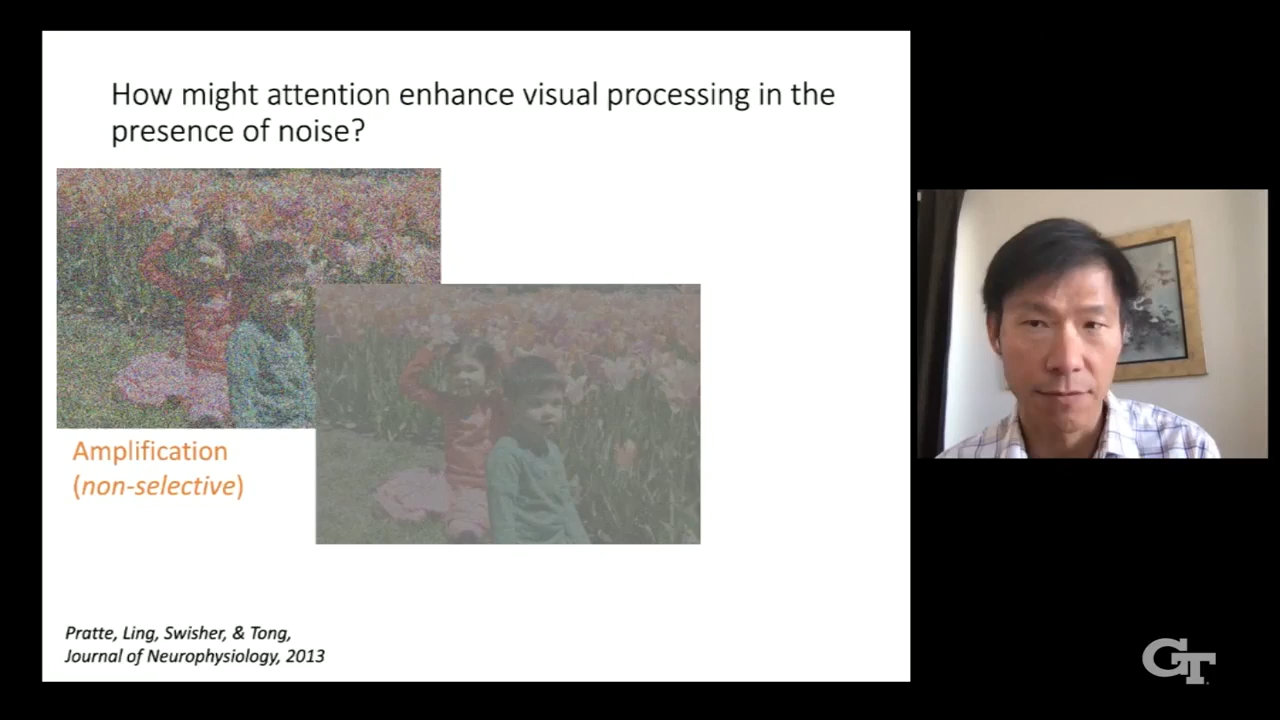 How might attention enhance visual processing in the
presence of noise?
Amplification
(non-selective)
Pratte, Ling, Swisher, & Tong,
Journal of Neurophysiology, 2013
GT